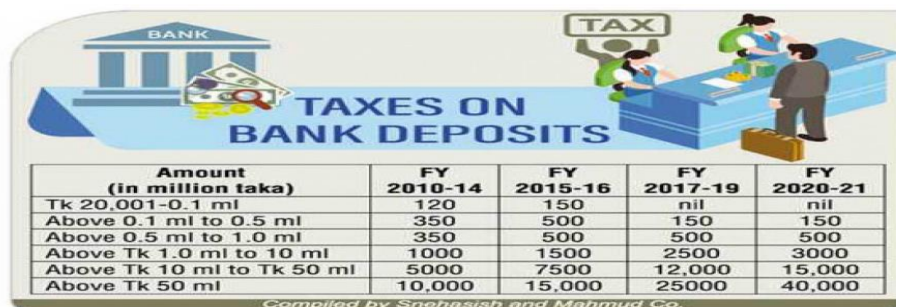 BANK
TAX
TAXES ON
BANK DEPOSITS
Amount (in million taka) FY 2010-14 FY 2015-16 FY 2017-19 FY 2020-21
Tk 20,001-0.1 ml 120 150 nil nil
Above 0.1 ml to 0.5 ml 350 500 150 150
Above 0.5 ml to 1.0 ml 350 500 500 500
Above Tk 1.0 ml to 10 ml 1000 1500 2500 3000
Above Tk 10 ml to Tk 50 ml 5000 7500 12,000 15,000
Above Tk 50 ml 10,000 15,000 25000 40,000
Compiled by Snehasish and Mahmud Co.